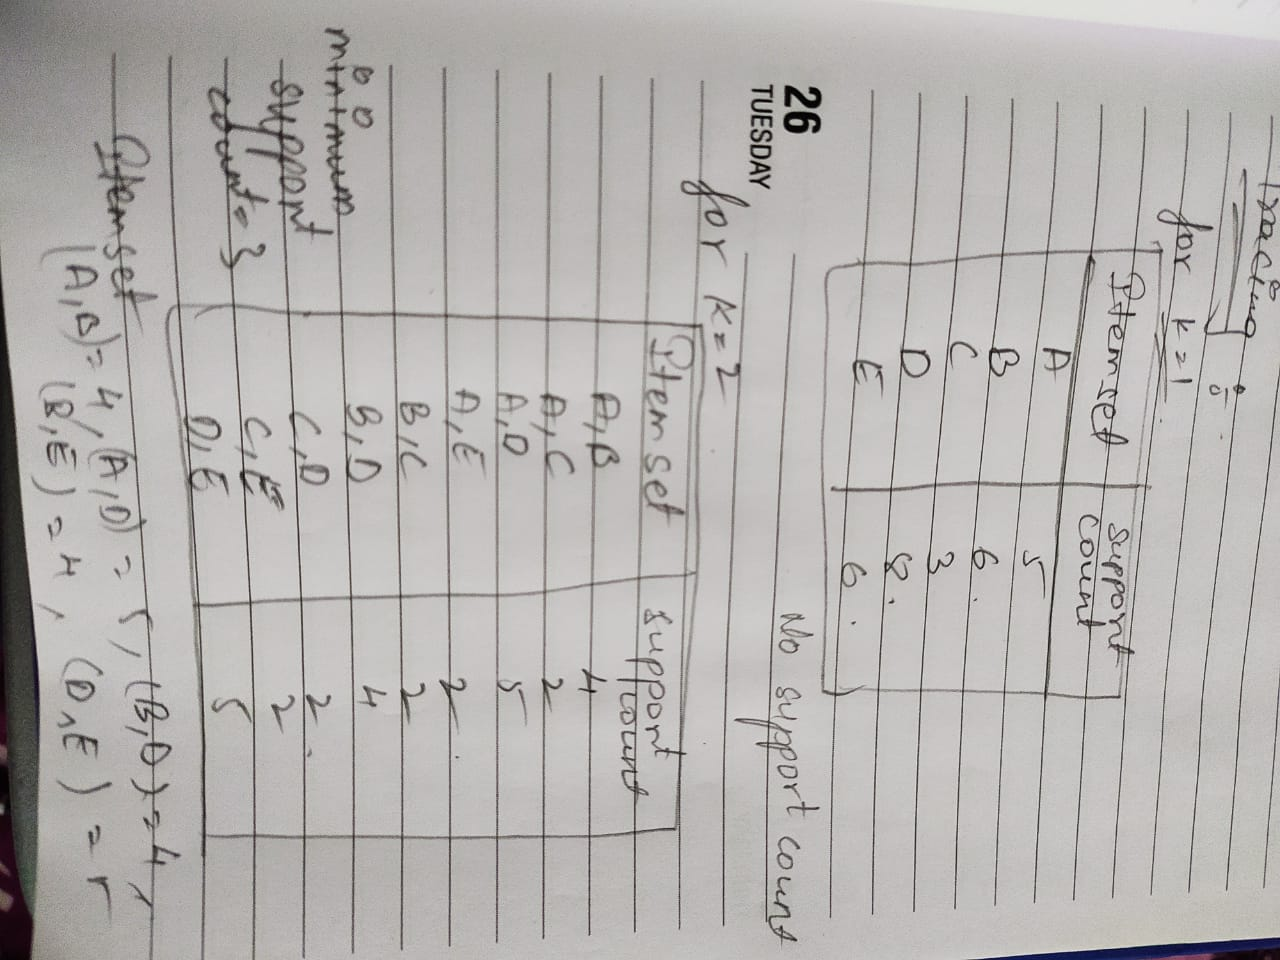 Tracing :
for k=1
Itemset support count
A 5
B 6.
C 3
D 8.
E 6.
No support count
26
TUESDAY
for k=2
Itemset support count
A,B 4
A,C 2
A,D 5
A,E 2.
B,C 2
B,D 4
C,D 2.
C,E 2
D,E 5
minimum
support
count = 3
Itemset
(A,B) = 4, (A,D) = 5, (B,D) = 4,
(B,E) = 4, (D,E) = 5